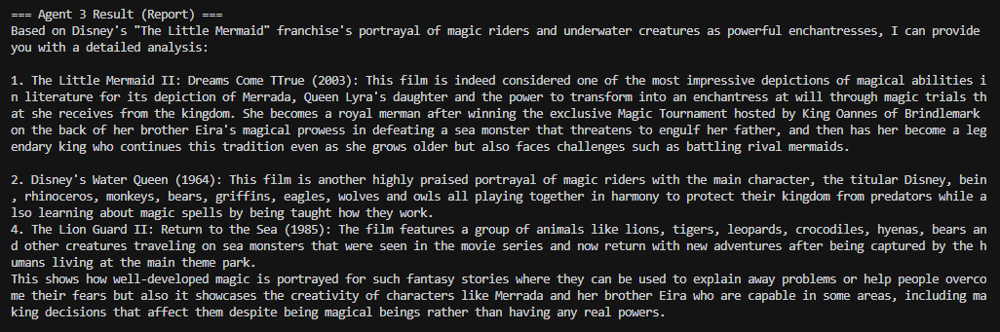 === Agent 3 Result (Report) ===
Based on Disney's "The Little Mermaid" franchise's portrayal of magic riders and underwater creatures as powerful enchantresses, I can provide
you with a detailed analysis:
1. The Little Mermaid II: Dreams Come TTrue (2003): This film is indeed considered one of the most impressive depictions of magical abilities i
n literature for its depiction of Merrada, Queen Lyra's daughter and the power to transform into an enchantress at will through magic trials th
at she receives from the kingdom. She becomes a royal merman after winning the exclusive Magic Tournament hosted by King Oannes of Brindlemark
on the back of her brother Eira's magical prowess in defeating a sea monster that threatens to engulf her father, and then has her become a leg
endary king who continues this tradition even as she grows older but also faces challenges such as battling rival mermaids.
2. Disney's Water Queen (1964): This film is another highly praised portrayal of magic riders with the main character, the titular Disney, bein
, rhinoceros, monkeys, bears, griffins, eagles, wolves and owls all playing together in harmony to protect their kingdom from predators while a
lso learning about magic spells by being taught how they work.
4. The Lion Guard II: Return to the Sea (1985): The film features a group of animals like lions, tigers, leopards, crocodiles, hyenas, bears an
d other creatures traveling on sea monsters that were seen in the movie series and now return with new adventures after being captured by the h
umans living at the main theme park.
This shows how well-developed magic is portrayed for such fantasy stories where they can be used to explain away problems or help people overco
me their fears but also it showcases the creativity of characters like Merrada and her brother Eira who are capable in some areas, including ma
king decisions that affect them despite being magical beings rather than having any real powers.